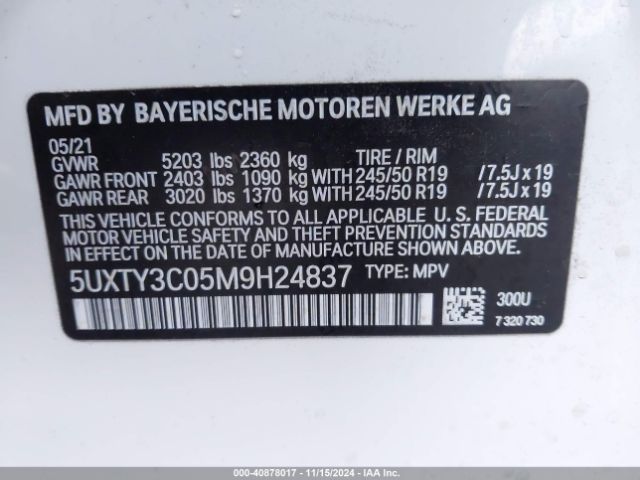 MFD BY BAYERISCHE MOTOREN WERKE AG
05/21
GVWR 5203 lbs 2360 kg TIRE / RIM
GAWR FRONT 2403 lbs 1090 kg WITH 245/50 R19 /7.5J x 19
GAWR REAR 3020 lbs 1370 kg WITH 245/50 R19 /7.5J x 19
THIS VEHICLE CONFORMS TO ALL APPLICABLE U. S. FEDERAL
MOTOR VEHICLE SAFETY AND THEFT PREVENTION STANDARDS
IN EFFECT ON THE DATE OF MANUFACTURE SHOWN ABOVE.
5UXTY3C05M9H24837 TYPE: MPV
300U
7 320 730
000-40878017 - 11/15/2024 - IAA Inc.